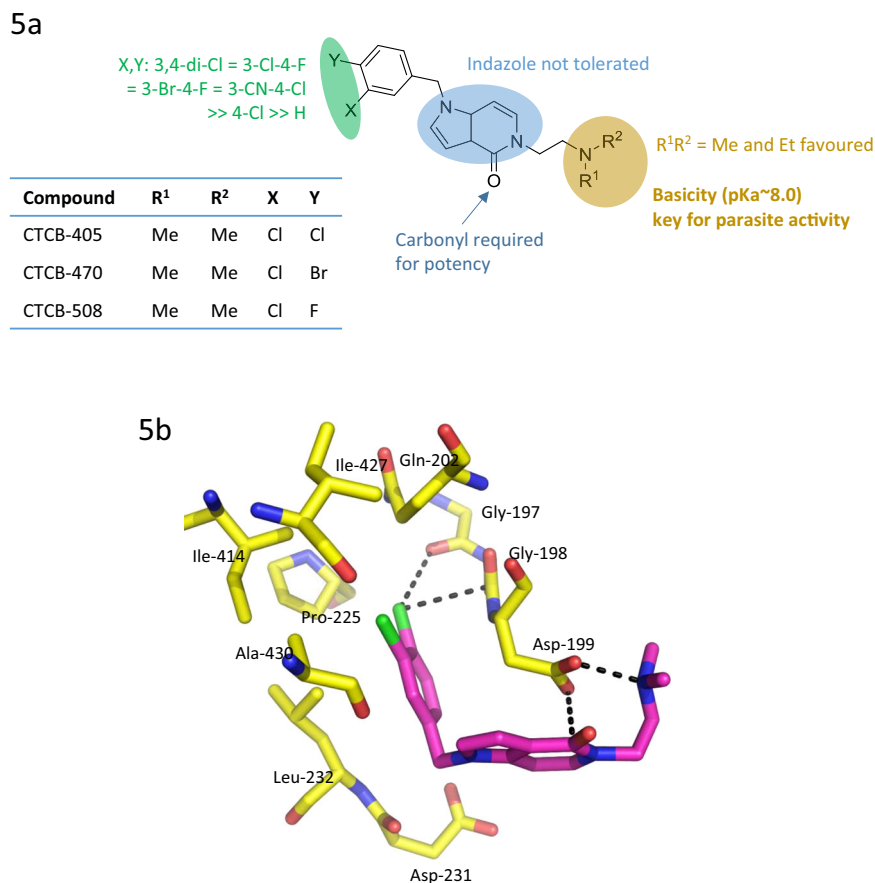 5a
X,Y: 3,4-di-Cl = 3-Cl-4-F
= 3-Br-4-F = 3-CN-4-Cl
>> 4-Cl >> H
Y
X
N
N
O
N
R²
R¹
Indazole not tolerated
R¹R² = Me and Et favoured
Basicity (pKa~8.0)
key for parasite activity
Carbonyl required
for potency
Compound R¹ R² X Y
CTCB-405 Me Me Cl Cl
CTCB-470 Me Me Cl Br
CTCB-508 Me Me Cl F
5b
Ile-427
Gln-202
Gly-197
Ile-414
Gly-198
Pro-225
Asp-199
Ala-430
Leu-232
Asp-231